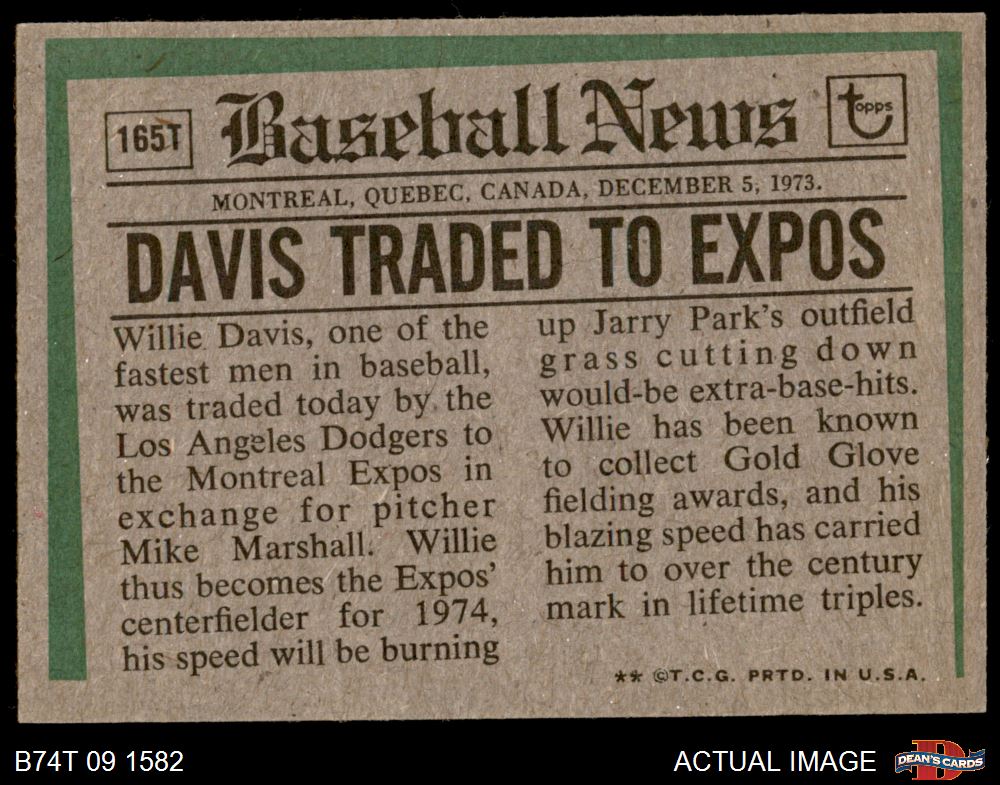 165T
Baseball News
topps
MONTREAL, QUEBEC, CANADA, DECEMBER 5, 1973.
DAVIS TRADED TO EXPOS
Willie Davis, one of the
fastest men in baseball,
was traded today by the
Los Angeles Dodgers to
the Montreal Expos in
exchange for pitcher
Mike Marshall. Willie
thus becomes the Expos'
centerfielder for 1974,
his speed will be burning
up Jarry Park's outfield
grass cutting down
would-be extra-base-hits.
Willie has been known
to collect Gold Glove
fielding awards, and his
blazing speed has carried
him to over the century
mark in lifetime triples.
** ©T.C.G. PRTD. IN U.S.A.
B74T 09 1582
ACTUAL IMAGE
DEAN'S CARDS